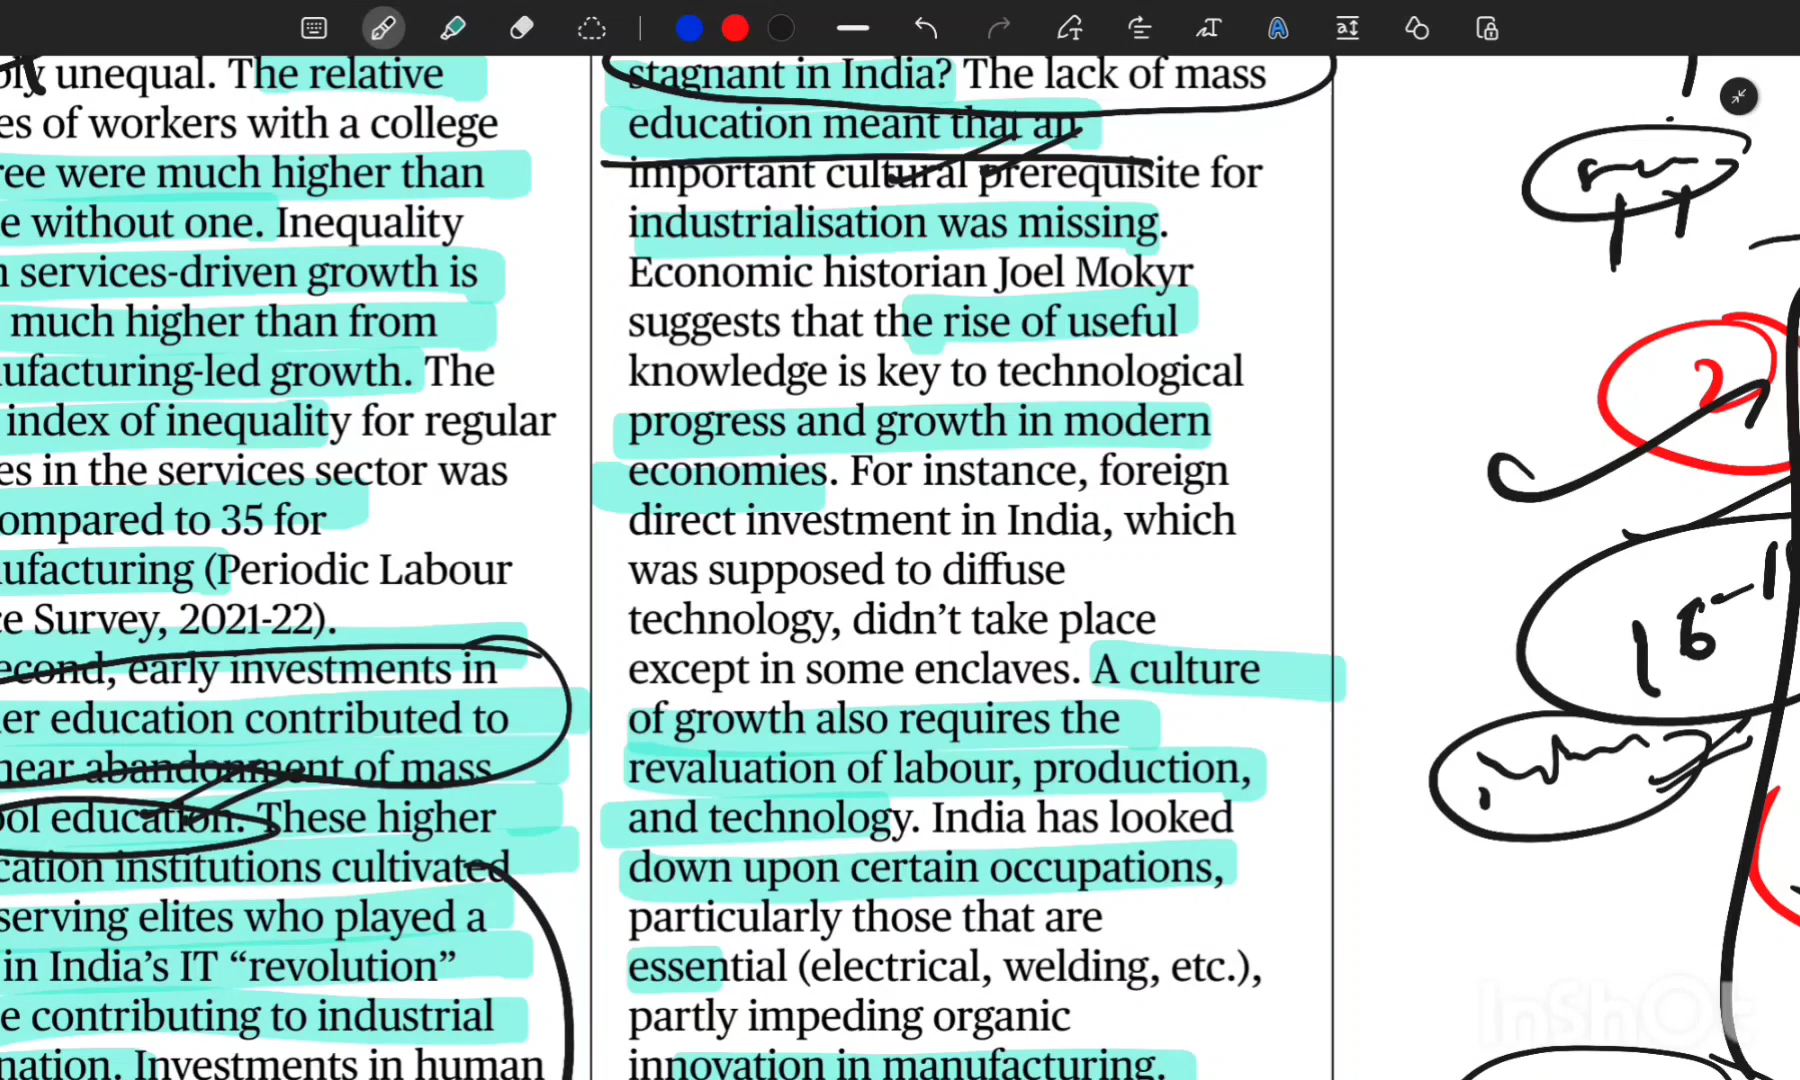 unequal. The relative
es of workers with a college
ree were much higher than
e without one. Inequality
n services-driven growth is
much higher than from
ufacturing-led growth. The
index of inequality for regular
es in the services sector was
ompared to 35 for
ufacturing (Periodic Labour
ce Survey, 2021-22).
econd, early investments in
er education contributed to
near abandonment of mass
ool education. These higher
cation institutions cultivated
serving elites who played a
in India's IT “revolution”
e contributing to industrial
nation. Investments in human
stagnant in India? The lack of mass
education meant that an
important cultural prerequisite for
industrialisation was missing.
Economic historian Joel Mokyr
suggests that the rise of useful
knowledge is key to technological
progress and growth in modern
economies. For instance, foreign
direct investment in India, which
was supposed to diffuse
technology, didn’t take place
except in some enclaves. A culture
of growth also requires the
revaluation of labour, production,
and technology. India has looked
down upon certain occupations,
particularly those that are
essential (electrical, welding, etc.),
partly impeding organic
innovation in manufacturing.
2
16-1
InShOt